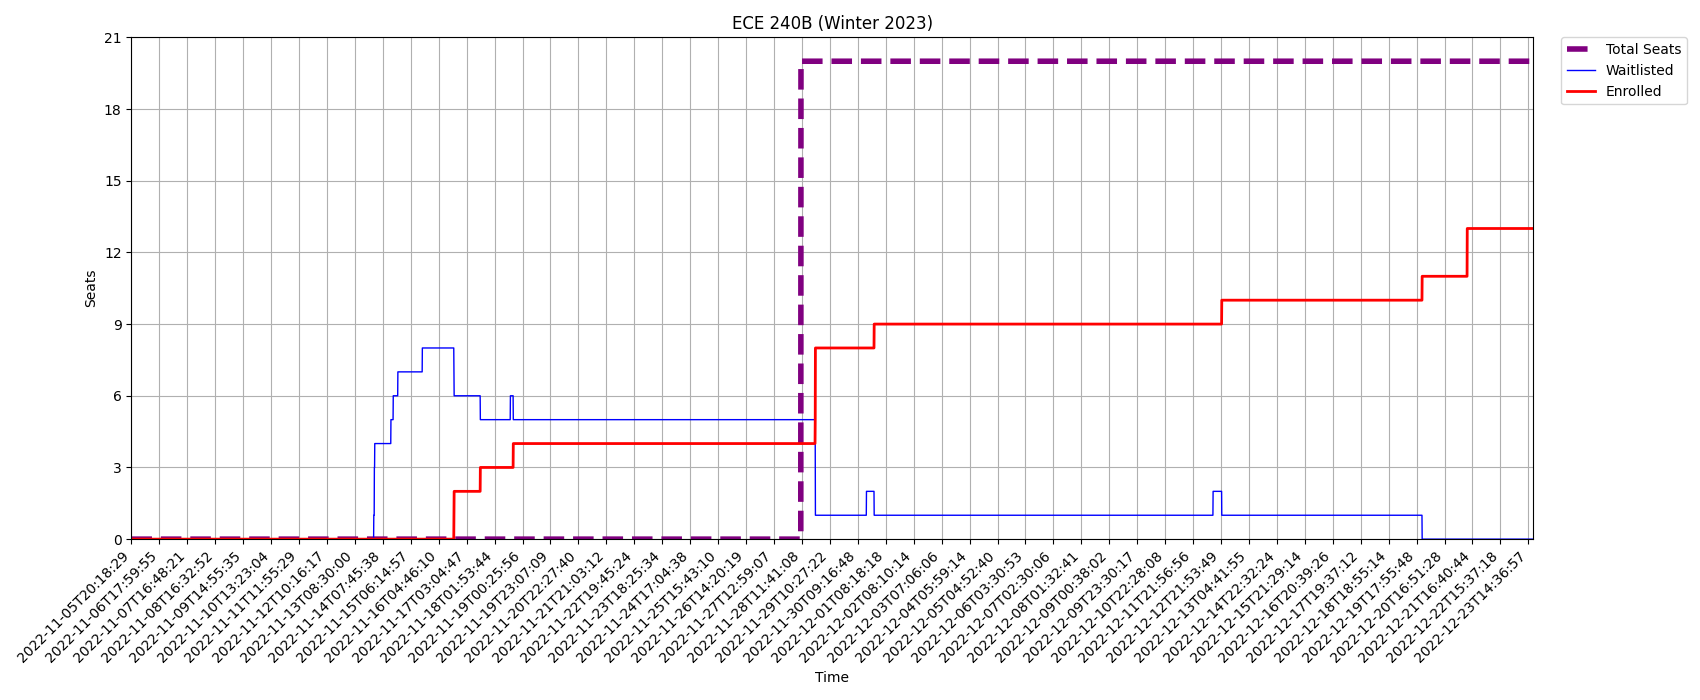 ECE 240B (Winter 2023)
Total Seats
Waitlisted
Enrolled
Seats
21
18
15
12
9
6
3
0
2022-11-05T20:18:29
2022-11-06T17:59:55
2022-11-07T16:48:21
2022-11-08T16:32:52
2022-11-09T14:55:35
2022-11-10T13:23:04
2022-11-11T11:55:29
2022-11-12T10:16:17
2022-11-13T08:30:00
2022-11-14T07:45:38
2022-11-15T06:14:57
2022-11-16T04:46:10
2022-11-17T03:04:47
2022-11-18T01:53:44
2022-11-19T00:25:56
2022-11-19T23:07:09
2022-11-20T22:27:40
2022-11-21T21:03:12
2022-11-22T19:45:24
2022-11-23T18:25:34
2022-11-24T17:04:38
2022-11-25T15:43:10
2022-11-26T14:20:19
2022-11-27T12:59:07
2022-11-28T11:41:08
2022-11-29T10:27:22
2022-11-30T09:16:48
2022-12-01T08:18:18
2022-12-02T08:10:14
2022-12-03T07:06:06
2022-12-04T05:59:14
2022-12-05T04:52:40
2022-12-06T03:30:53
2022-12-07T02:30:06
2022-12-08T01:32:41
2022-12-09T00:38:02
2022-12-09T23:30:17
2022-12-10T22:28:08
2022-12-11T21:56:56
2022-12-12T21:53:49
2022-12-13T04:41:55
2022-12-14T22:32:24
2022-12-15T21:29:14
2022-12-16T20:39:26
2022-12-17T19:37:12
2022-12-18T18:55:14
2022-12-19T17:55:48
2022-12-20T16:51:28
2022-12-21T16:40:44
2022-12-22T15:37:18
2022-12-23T14:36:57
Time